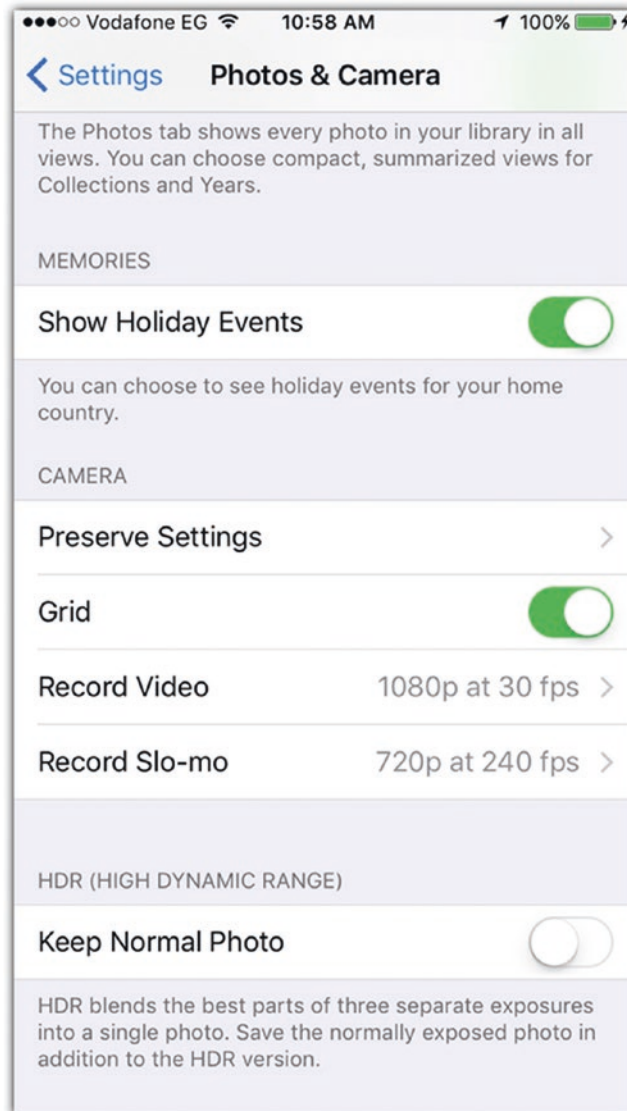 Vodafone EG 10:58 AM 100%
Settings Photos & Camera
The Photos tab shows every photo in your library in all
views. You can choose compact, summarized views for
Collections and Years.
MEMORIES
Show Holiday Events
You can choose to see holiday events for your home
country.
CAMERA
Preserve Settings
Grid
Record Video 1080p at 30 fps
Record Slo-mo 720p at 240 fps
HDR (HIGH DYNAMIC RANGE)
Keep Normal Photo
HDR blends the best parts of three separate exposures
into a single photo. Save the normally exposed photo in
addition to the HDR version.